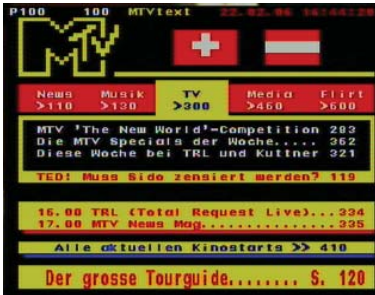 P100 100 MTVtext 22.02.06 16:44:28
MTV
News Musik TV Media Flirt
>110 >130 >300 >460 >600
MTV 'The New World'-Competition 283
Die MTV Specials der Woche..... 362
Diese Woche bei TRL und Kuttner 321
TED! Muss Sido zensiert werden? 119
16.00 TRL (Total Request Live)...334
17.00 MTV News Mag...............335
Alle aktuellen Kinostarts >> 410
Der grosse Tourguide........ S. 120